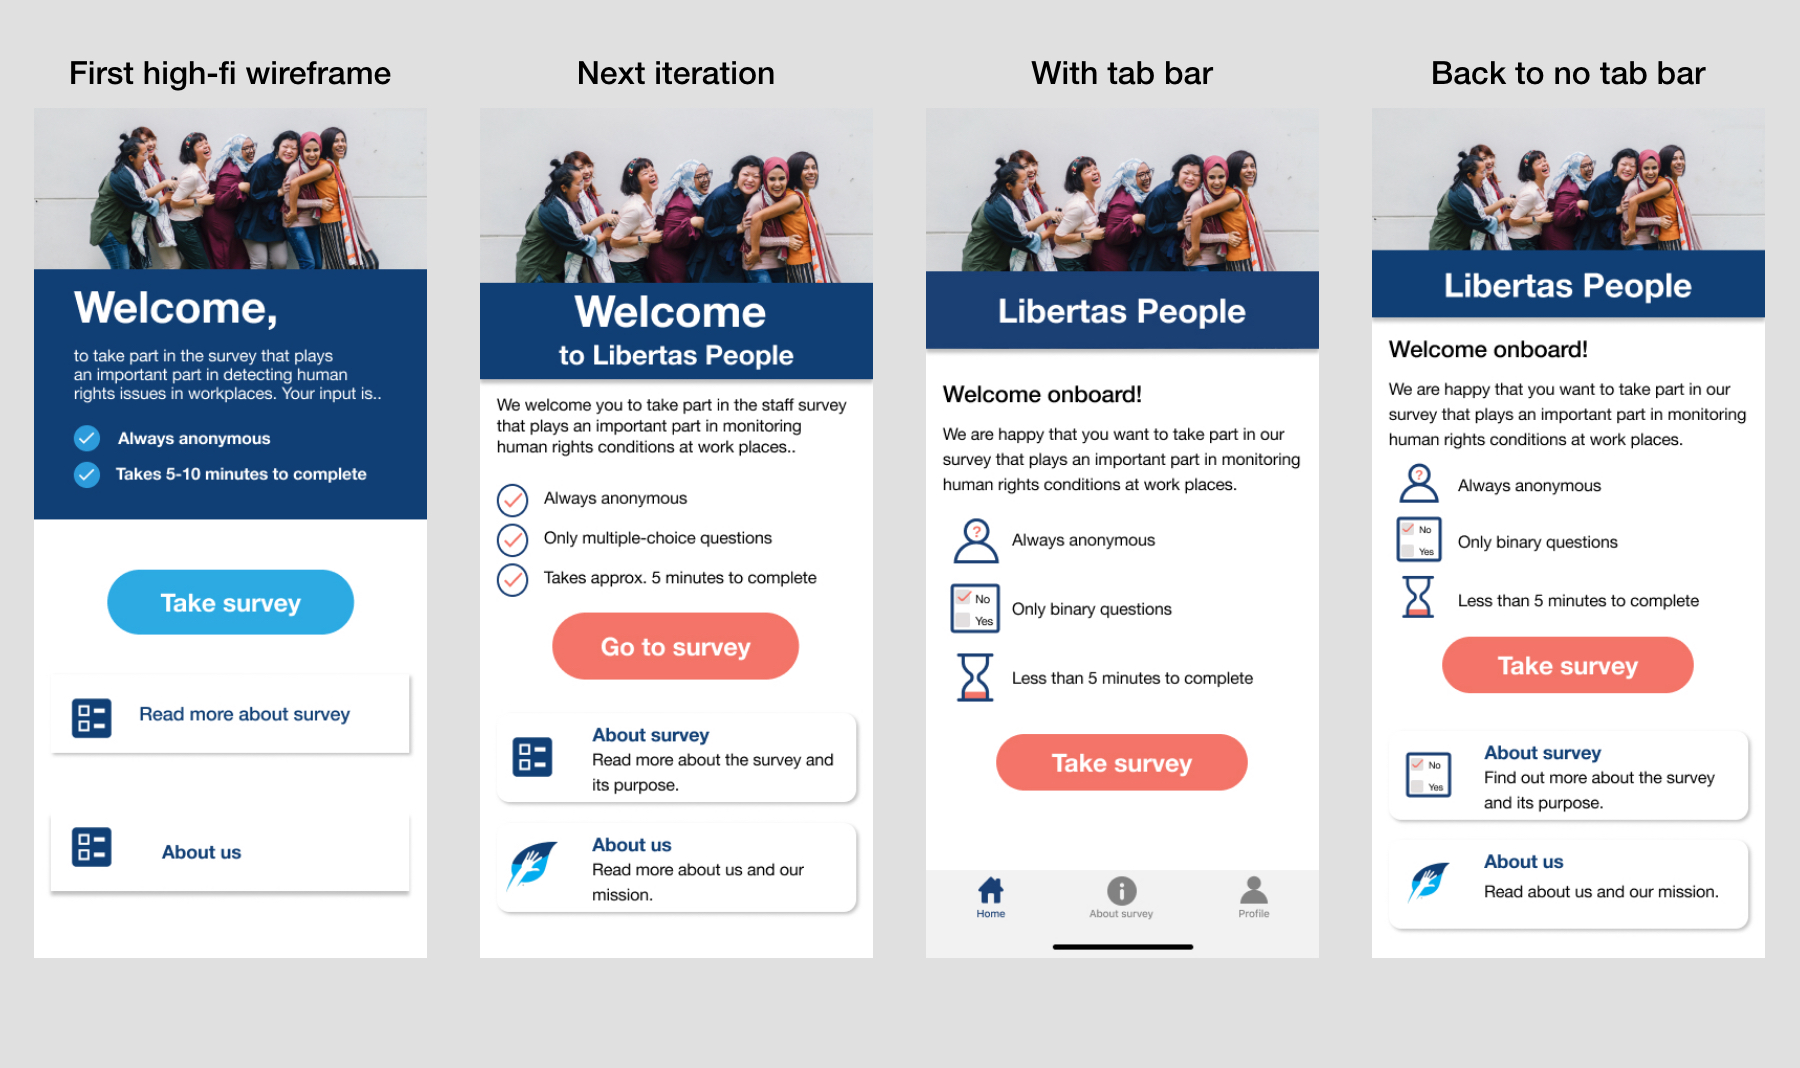 First high-fi wireframe
Welcome,
to take part in the survey that plays
an important part in detecting human
rights issues in workplaces. Your input is..
Always anonymous
Takes 5-10 minutes to complete
Take survey
Read more about survey
About us
Next iteration
Welcome
to Libertas People
We welcome you to take part in the staff survey
that plays an important part in monitoring
human rights conditions at work places..
Always anonymous
Only multiple-choice questions
Takes approx. 5 minutes to complete
Go to survey
About survey
Read more about the survey and
its purpose.
About us
Read more about us and our
mission.
With tab bar
Libertas People
Welcome onboard!
We are happy that you want to take part in our
survey that plays an important part in monitoring
human rights conditions at work places.
?
Always anonymous
No
Yes
Only binary questions
Less than 5 minutes to complete
Take survey
Home
About survey
Profile
Back to no tab bar
Libertas People
Welcome onboard!
We are happy that you want to take part in our
survey that plays an important part in monitoring
human rights conditions at work places.
?
Always anonymous
No
Yes
Only binary questions
Less than 5 minutes to complete
Take survey
No
Yes
About survey
Find out more about the survey
and its purpose.
About us
Read about us and our mission.